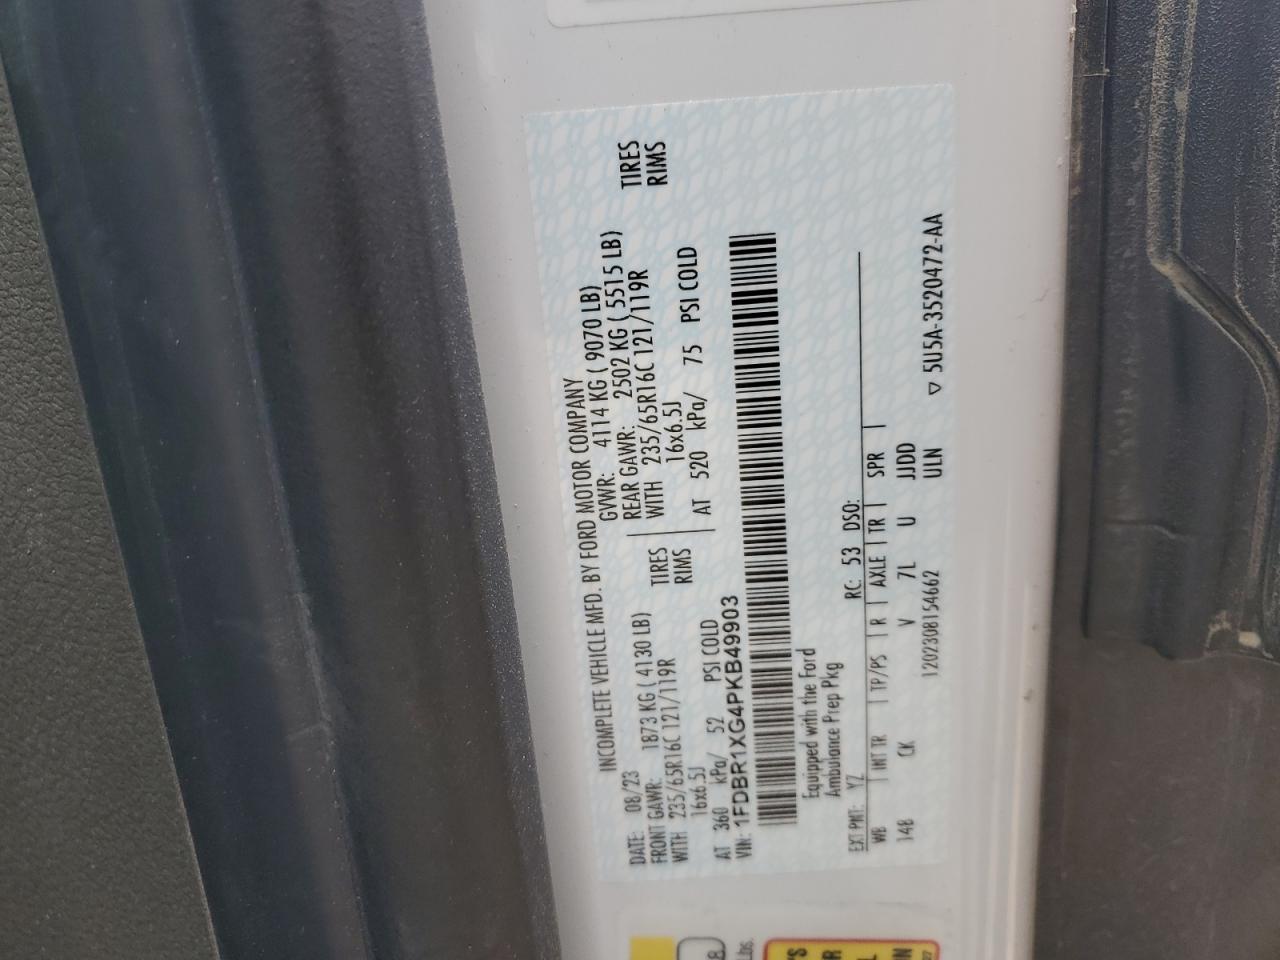 INCOMPLETE VEHICLE MFD. BY FORD MOTOR COMPANY
DATE: 08/23 GVWR: 4114 KG ( 9070 LB)
FRONT GAWR: 1873 KG ( 4130 LB) REAR GAWR: 2502 KG ( 5515 LB)
WITH 235/65R16C 121/119R TIRES WITH 235/65R16C 121/119R TIRES
16x6.5J RIMS 16x6.5J RIMS
AT 360 kPa/ 52 PSI COLD AT 520 kPa/ 75 PSI COLD
VIN: 1FDBR1XG4PKB49903
Equipped with the Ford
Ambulance Prep Pkg
EXT PNT: YZ RC: 53 DSO:
WB INT TR TP/PS R AXLE TR SPR
148 CK V 7L U JJDD
1202308154662 ULN
▽ 5U5A-3520472-AA